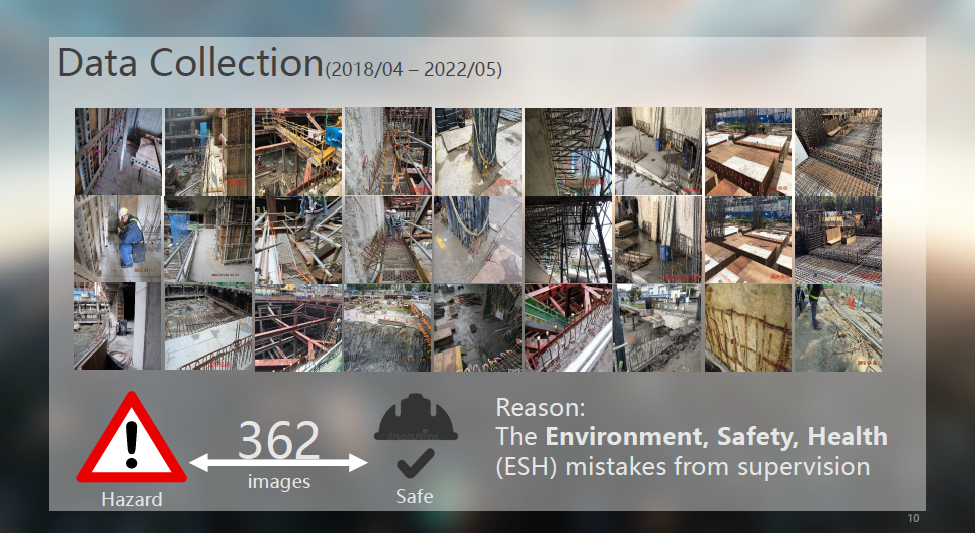 Data Collection(2018/04 – 2022/05)
362
images
Hazard
Safe
Reason:
The Environment, Safety, Health
(ESH) mistakes from supervision
10